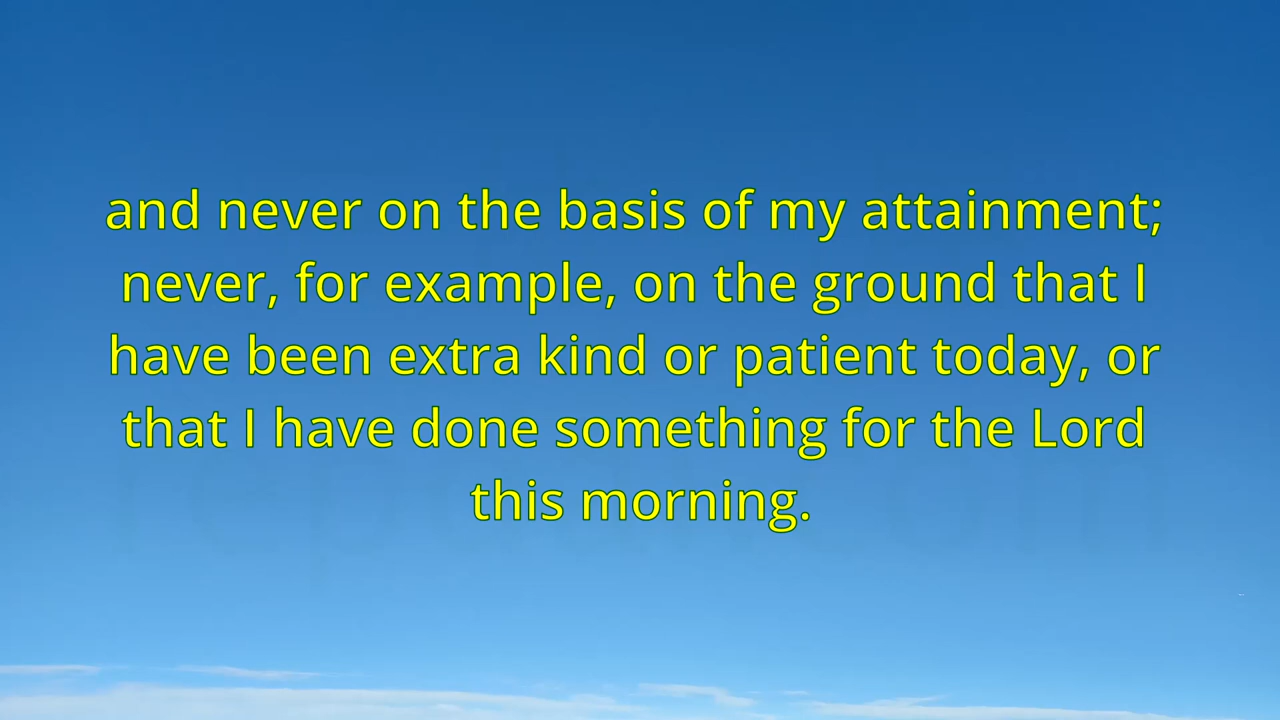 and never on the basis of my attainment;
never, for example, on the ground that I
have been extra kind or patient today, or
that I have done something for the Lord
this morning.